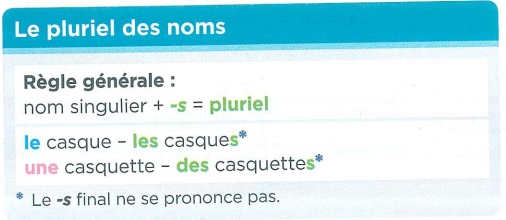 Le pluriel des noms
Règle générale :
nom singulier + -s = pluriel
le casque – les casques*
une casquette – des casquettes*
* Le -s final ne se prononce pas.